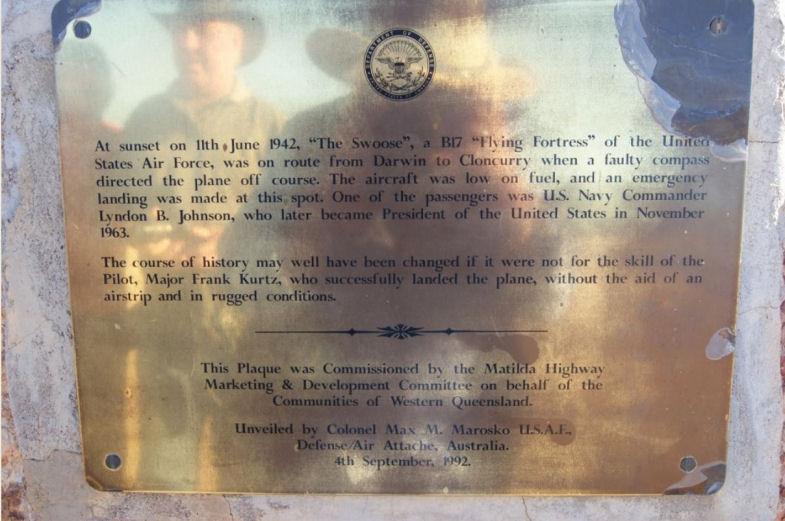 DEPARTMENT OF DEFENSE
At sunset on 11th June 1942, “The Swoose”, a B17 “Flying Fortress” of the United
States Air Force, was on route from Darwin to Cloncurry when a faulty compass
directed the plane off course. The aircraft was low on fuel, and an emergency
landing was made at this spot. One of the passengers was U.S. Navy Commander
Lyndon B. Johnson, who later became President of the United States in November
1963.
The course of history may well have been changed if it were not for the skill of the
Pilot, Major Frank Kurtz, who successfully landed the plane, without the aid of an
airstrip and in rugged conditions.
This Plaque was Commissioned by the Matilda Highway
Marketing & Development Committee on behalf of the
Communities of Western Queensland.
Unveiled by Colonel Max M. Marosko U.S.A.F.,
Defense/Air Attache, Australia.
4th September, 1992.